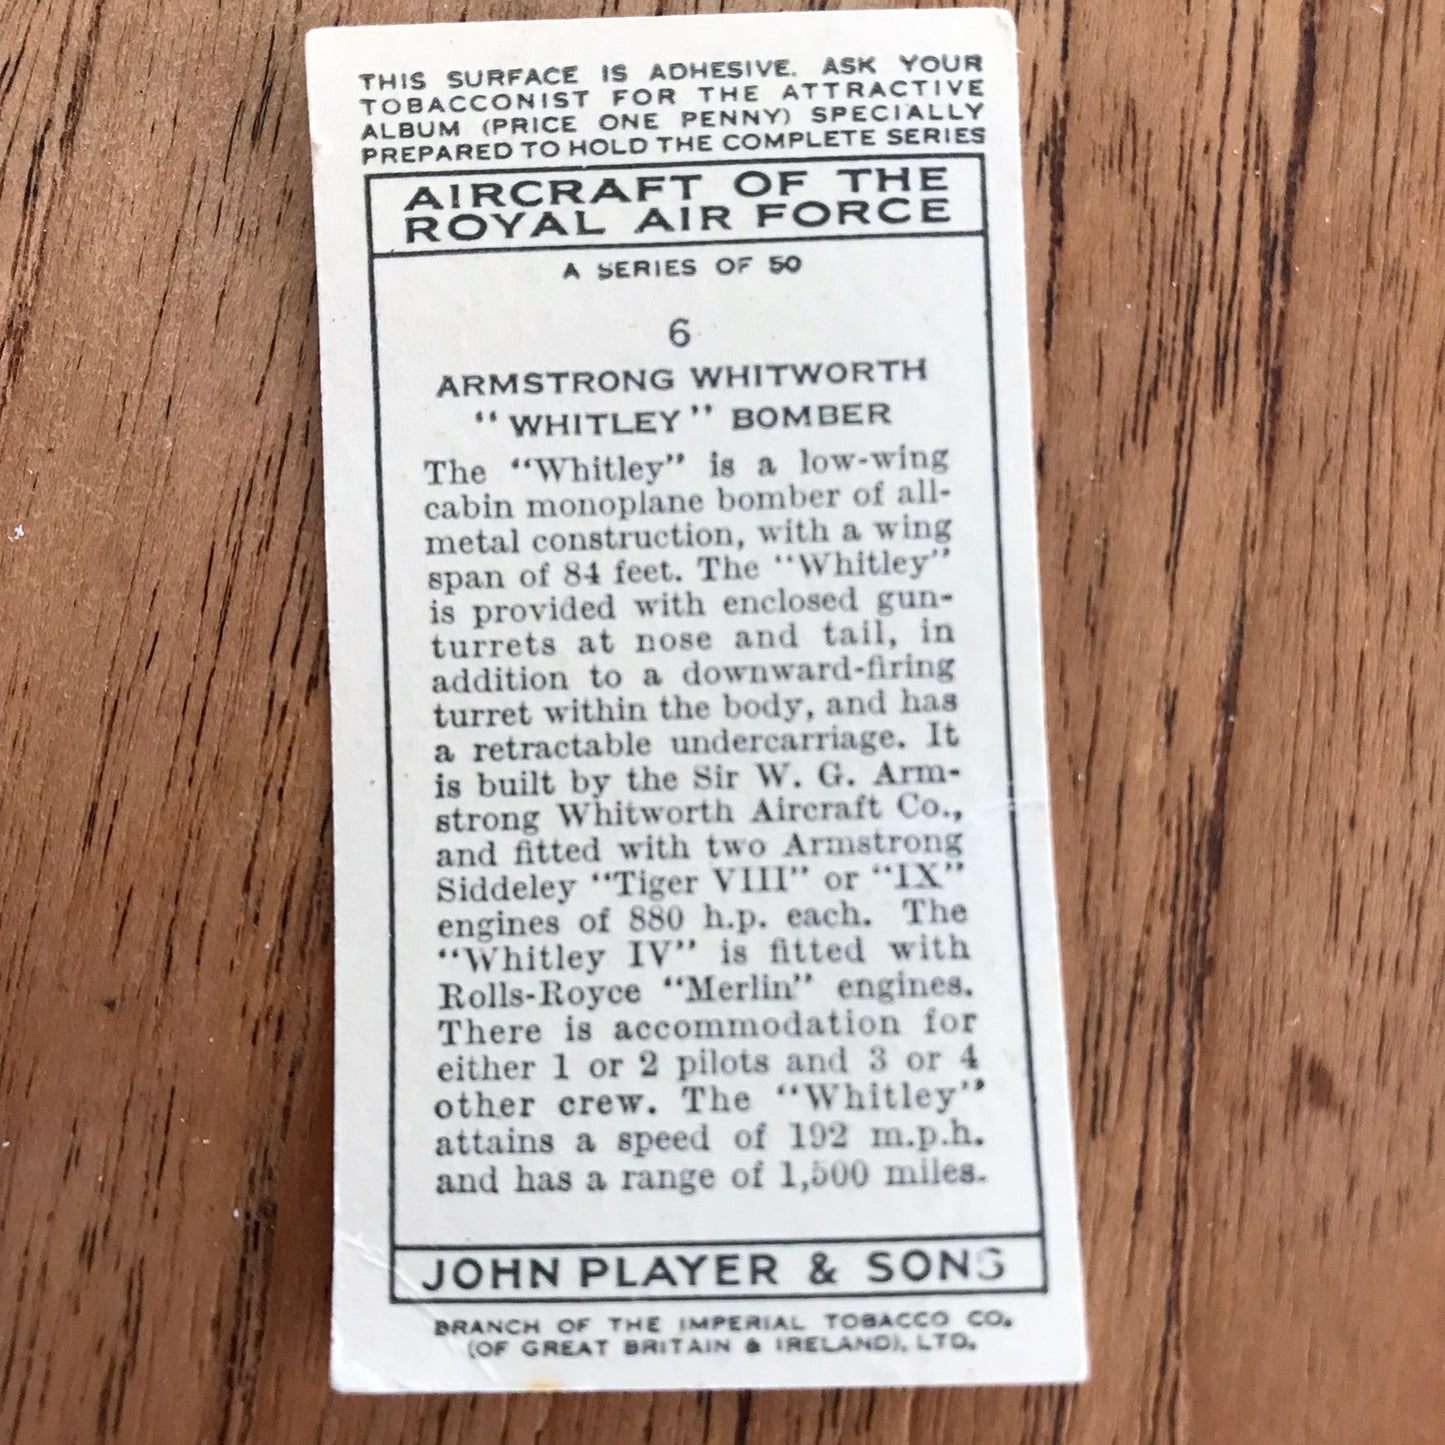 THIS SURFACE IS ADHESIVE. ASK YOUR
TOBACCONIST FOR THE ATTRACTIVE
ALBUM (PRICE ONE PENNY) SPECIALLY
PREPARED TO HOLD THE COMPLETE SERIES
AIRCRAFT OF THE
ROYAL AIR FORCE
A SERIES OF 50
6
ARMSTRONG WHITWORTH
"WHITLEY" BOMBER
The "Whitley" is a low-wing
cabin monoplane bomber of all-
metal construction, with a wing
span of 84 feet. The "Whitley"
is provided with enclosed gun-
turrets at nose and tail, in
addition to a downward-firing
turret within the body, and has
a retractable undercarriage. It
is built by the Sir W. G. Arm-
strong Whitworth Aircraft Co.,
and fitted with two Armstrong
Siddeley "Tiger VIII" or "IX"
engines of 880 h.p. each. The
"Whitley IV" is fitted with
Rolls-Royce "Merlin" engines.
There is accommodation for
either 1 or 2 pilots and 3 or 4
other crew. The "Whitley"
attains a speed of 192 m.p.h.
and has a range of 1,500 miles.
JOHN PLAYER & SONS
BRANCH OF THE IMPERIAL TOBACCO CO.
(OF GREAT BRITAIN & IRELAND), LTD.